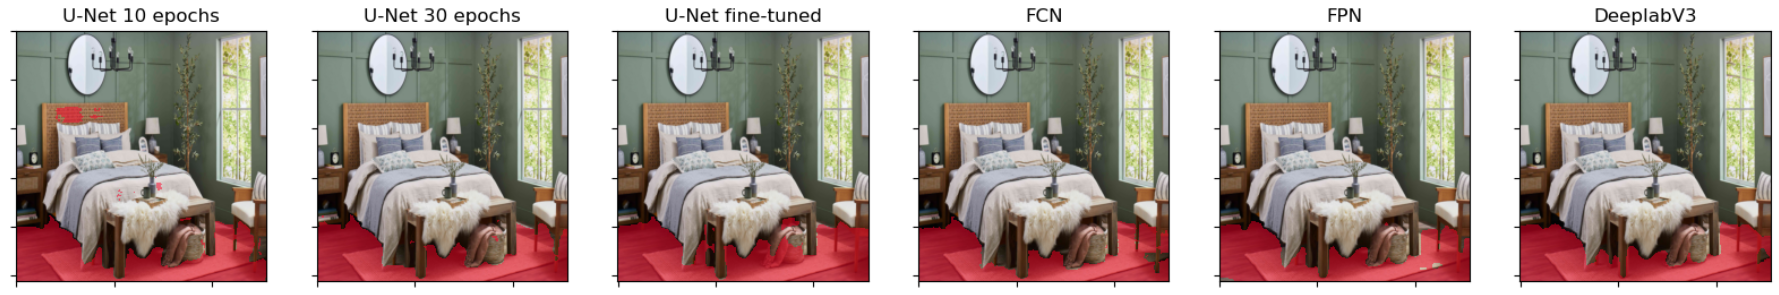 U-Net 10 epochs
U-Net 30 epochs
U-Net fine-tuned
FCN
FPN
DeeplabV3